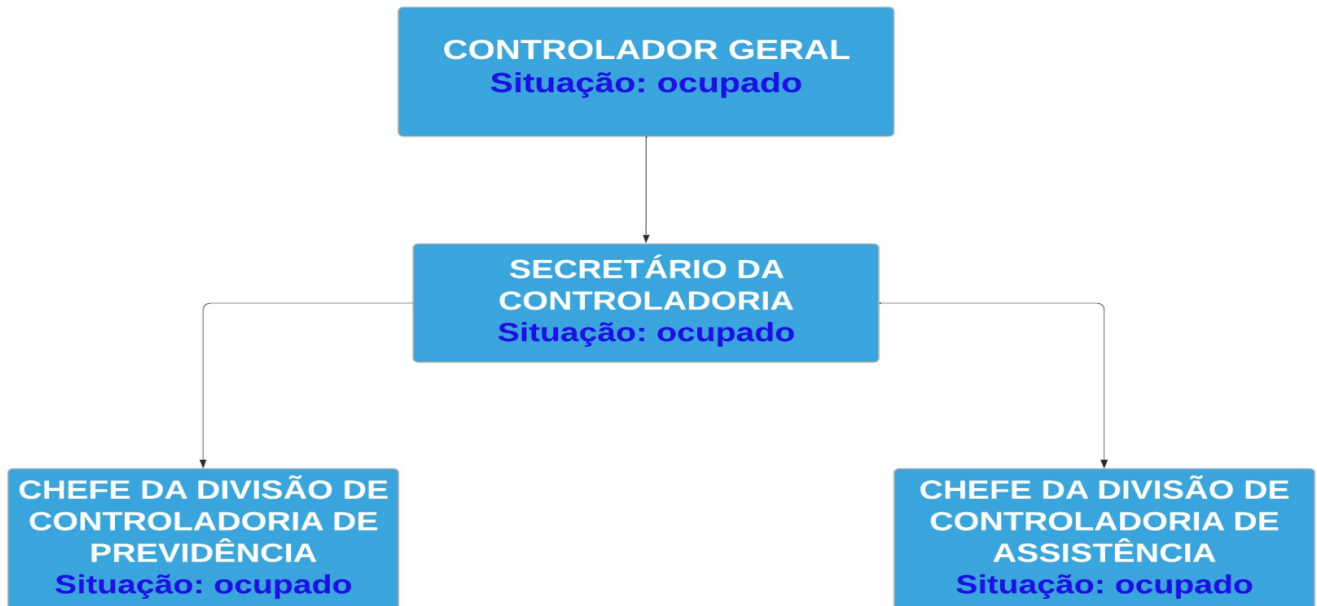 CONTROLADOR GERAL
Situação: ocupado
SECRETÁRIO DA
CONTROLADORIA
Situação: ocupado
CHEFE DA DIVISÃO DE
CONTROLADORIA DE
PREVIDÊNCIA
Situação: ocupado
CHEFE DA DIVISÃO DE
CONTROLADORIA DE
ASSISTÊNCIA
Situação: ocupado